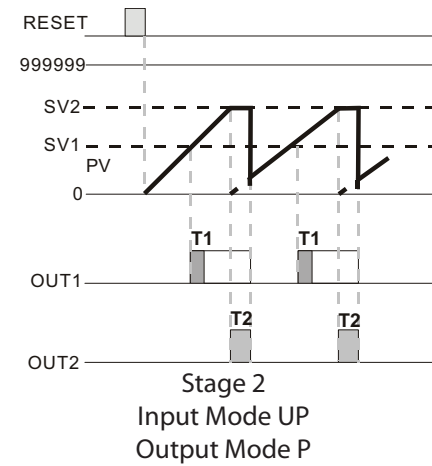 RESET
999999
SV2
SV1
PV
0
T1 T1
OUT1
T2 T2
OUT2
Stage 2
Input Mode UP
Output Mode P